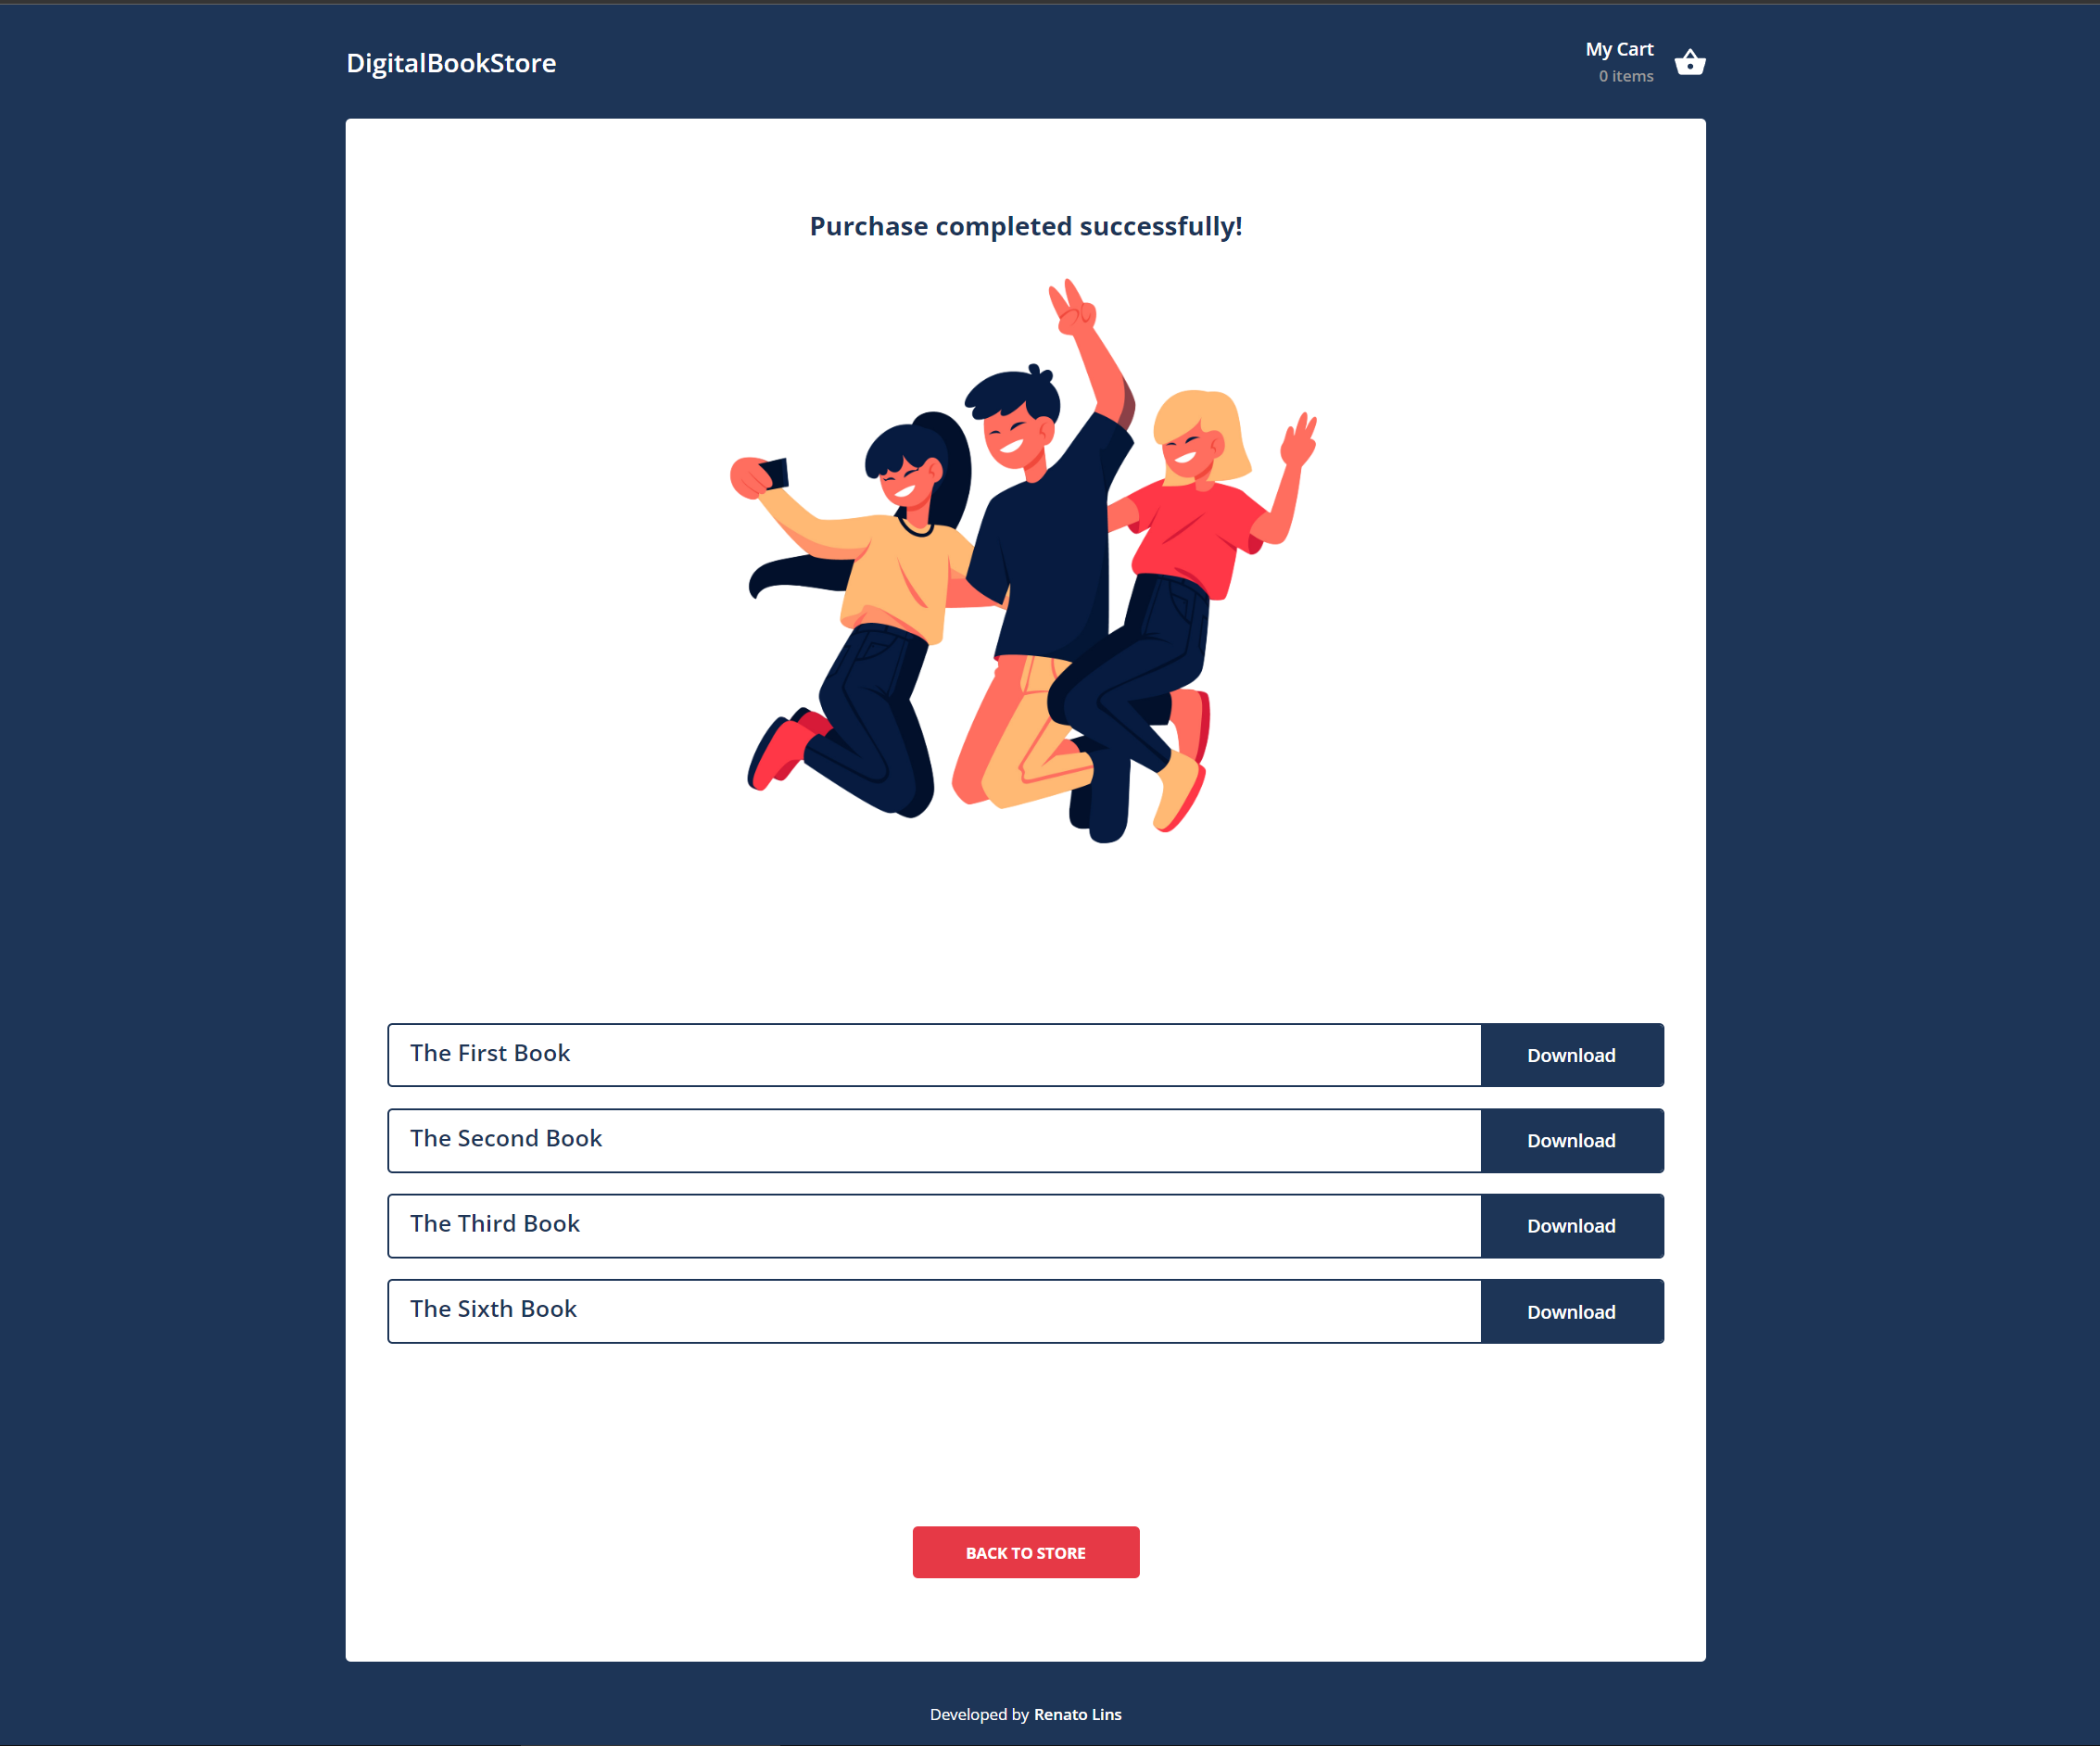 DigitalBookStore
My Cart
0 items
Purchase completed successfully!
The First Book
Download
The Second Book
Download
The Third Book
Download
The Sixth Book
Download
BACK TO STORE
Developed by Renato Lins